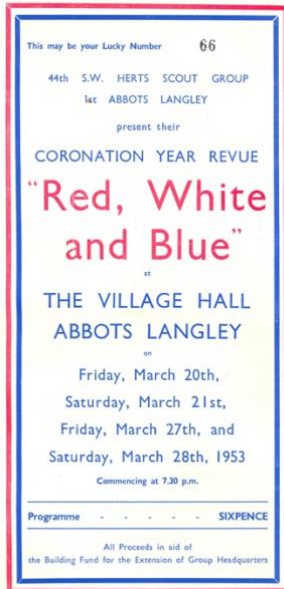 This may be your Lucky Number 66
44th S.W. HERTS SCOUT GROUP
1st ABBOTS LANGLEY
present their
CORONATION YEAR REVUE
"Red, White
and Blue"
at
THE VILLAGE HALL
ABBOTS LANGLEY
on
Friday, March 20th,
Saturday, March 21st,
Friday, March 27th, and
Saturday, March 28th, 1953
Commencing at 7.30 p.m.
Programme - - - - - SIXPENCE
All Proceeds in aid of
the Building Fund for the Extension of Group Headquarters